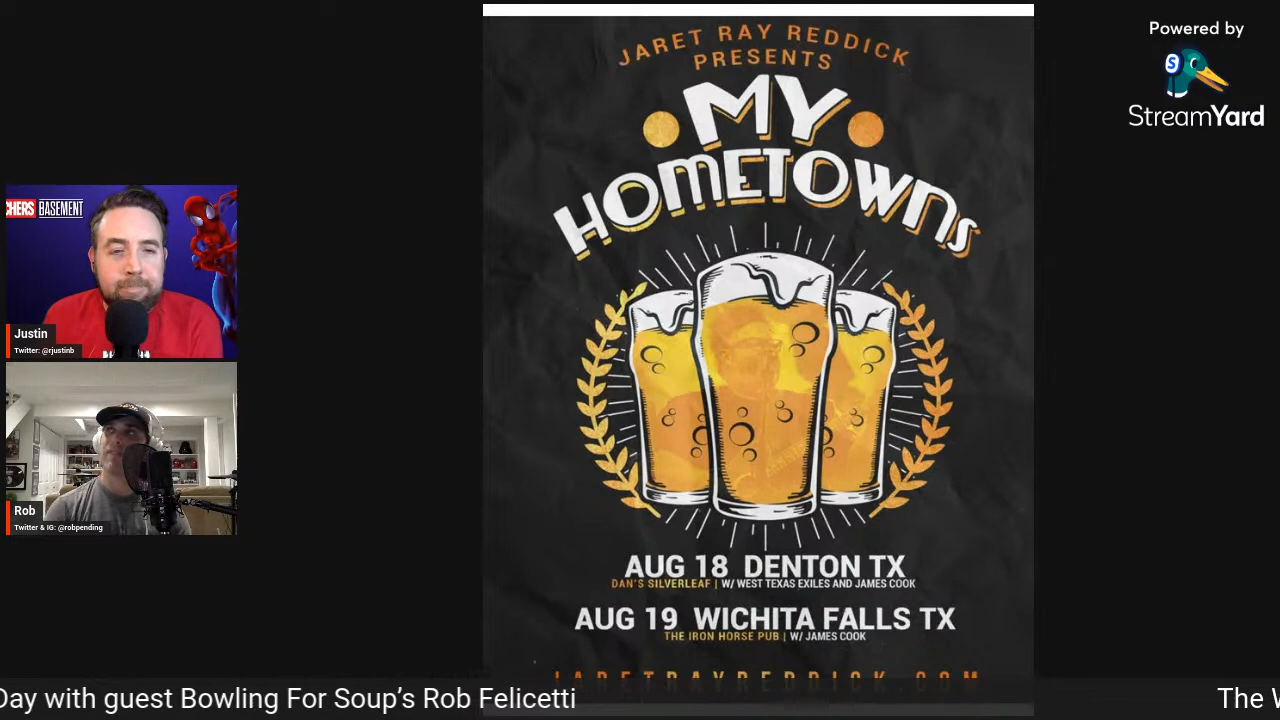 JARET RAY REDDICK
PRESENTS
MY
HOMETOWNS
AUG 18 DENTON TX
DAN'S SILVERLEAF | W/ WEST TEXAS EXILES AND JAMES COOK
AUG 19 WICHITA FALLS TX
THE IRON HORSE PUB | W/ JAMES COOK
JARETRAYREDDICK.COM
Powered by
StreamYard
CHERS BASEMENT
Justin
Twitter: @rjustinb
Rob
Twitter & IG: @robpending
Day with guest Bowling For Soup’s Rob Felicetti
The W